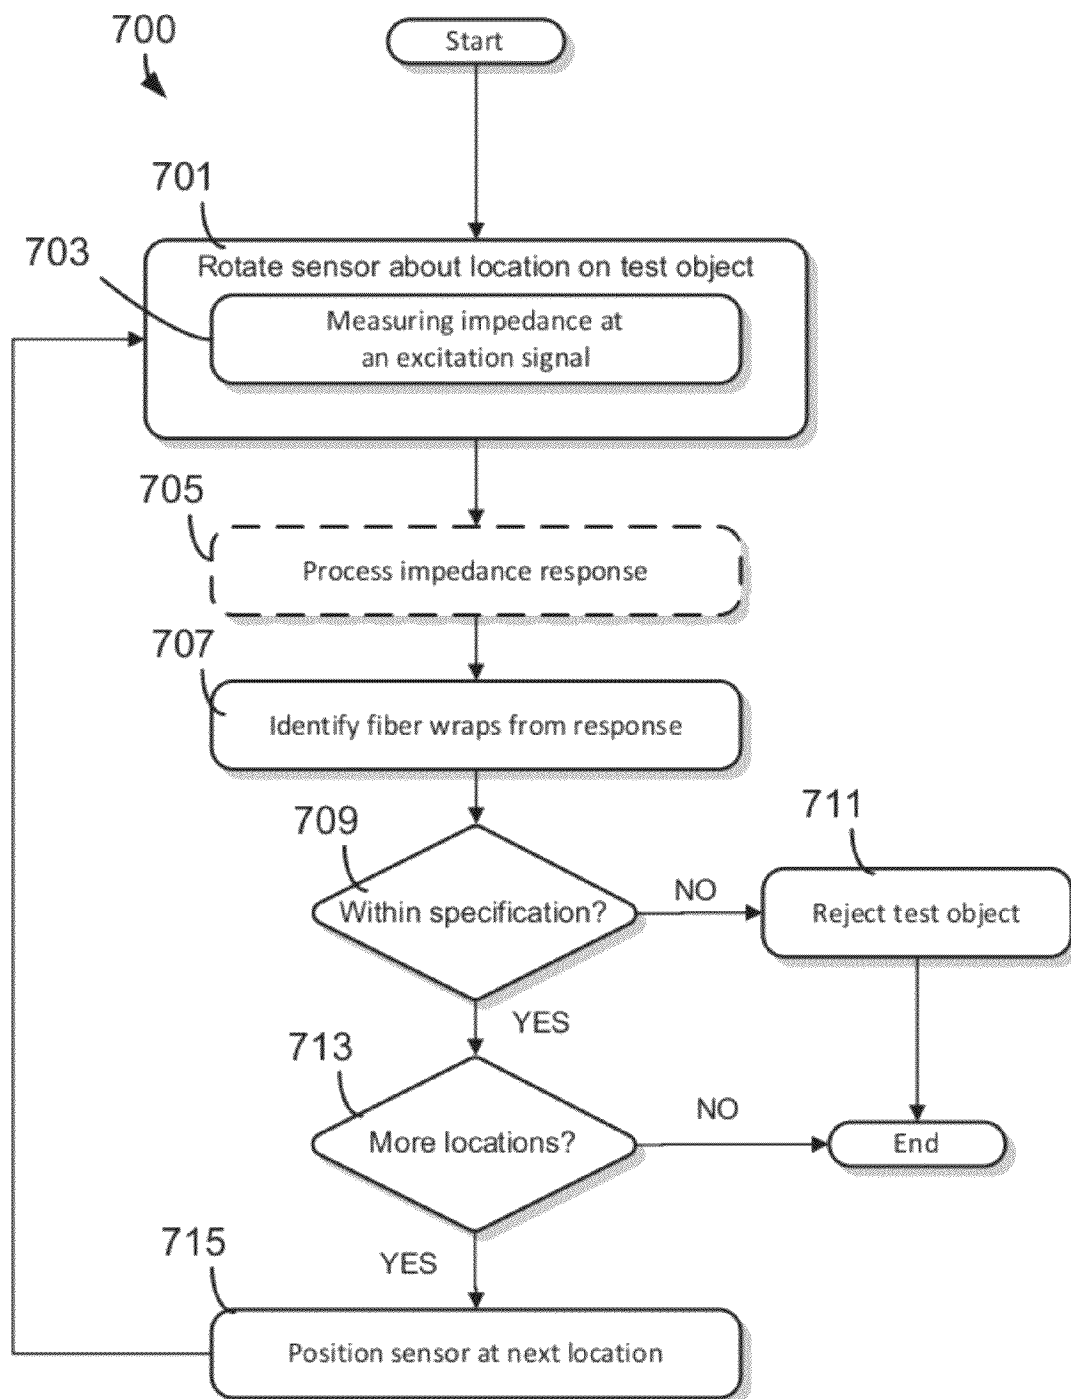 700
Start
701
703
Rotate sensor about location on test object
Measuring impedance at
an excitation signal
705
Process impedance response
707
Identify fiber wraps from response
709
711
Within specification?
NO
Reject test object
YES
713
More locations?
NO
End
715
YES
Position sensor at next location